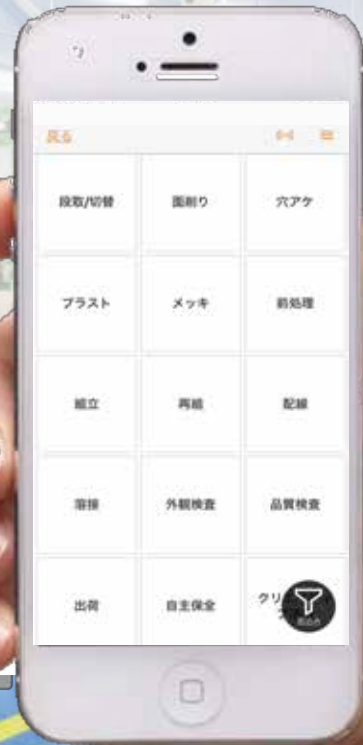 戻る
段取/切替
面削り
穴アケ
ブラスト
メッキ
前処理
組立
再組
配線
溶接
外観検査
品質検査
出荷
自主保全
クリ